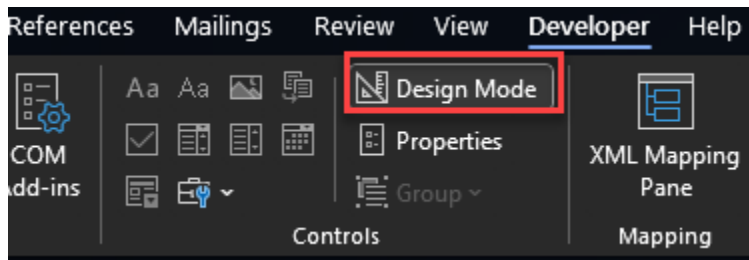 References Mailings Review View Developer Help
Aa Aa Design Mode
COM Properties XML Mapping
Add-ins Group Pane
Controls Mapping